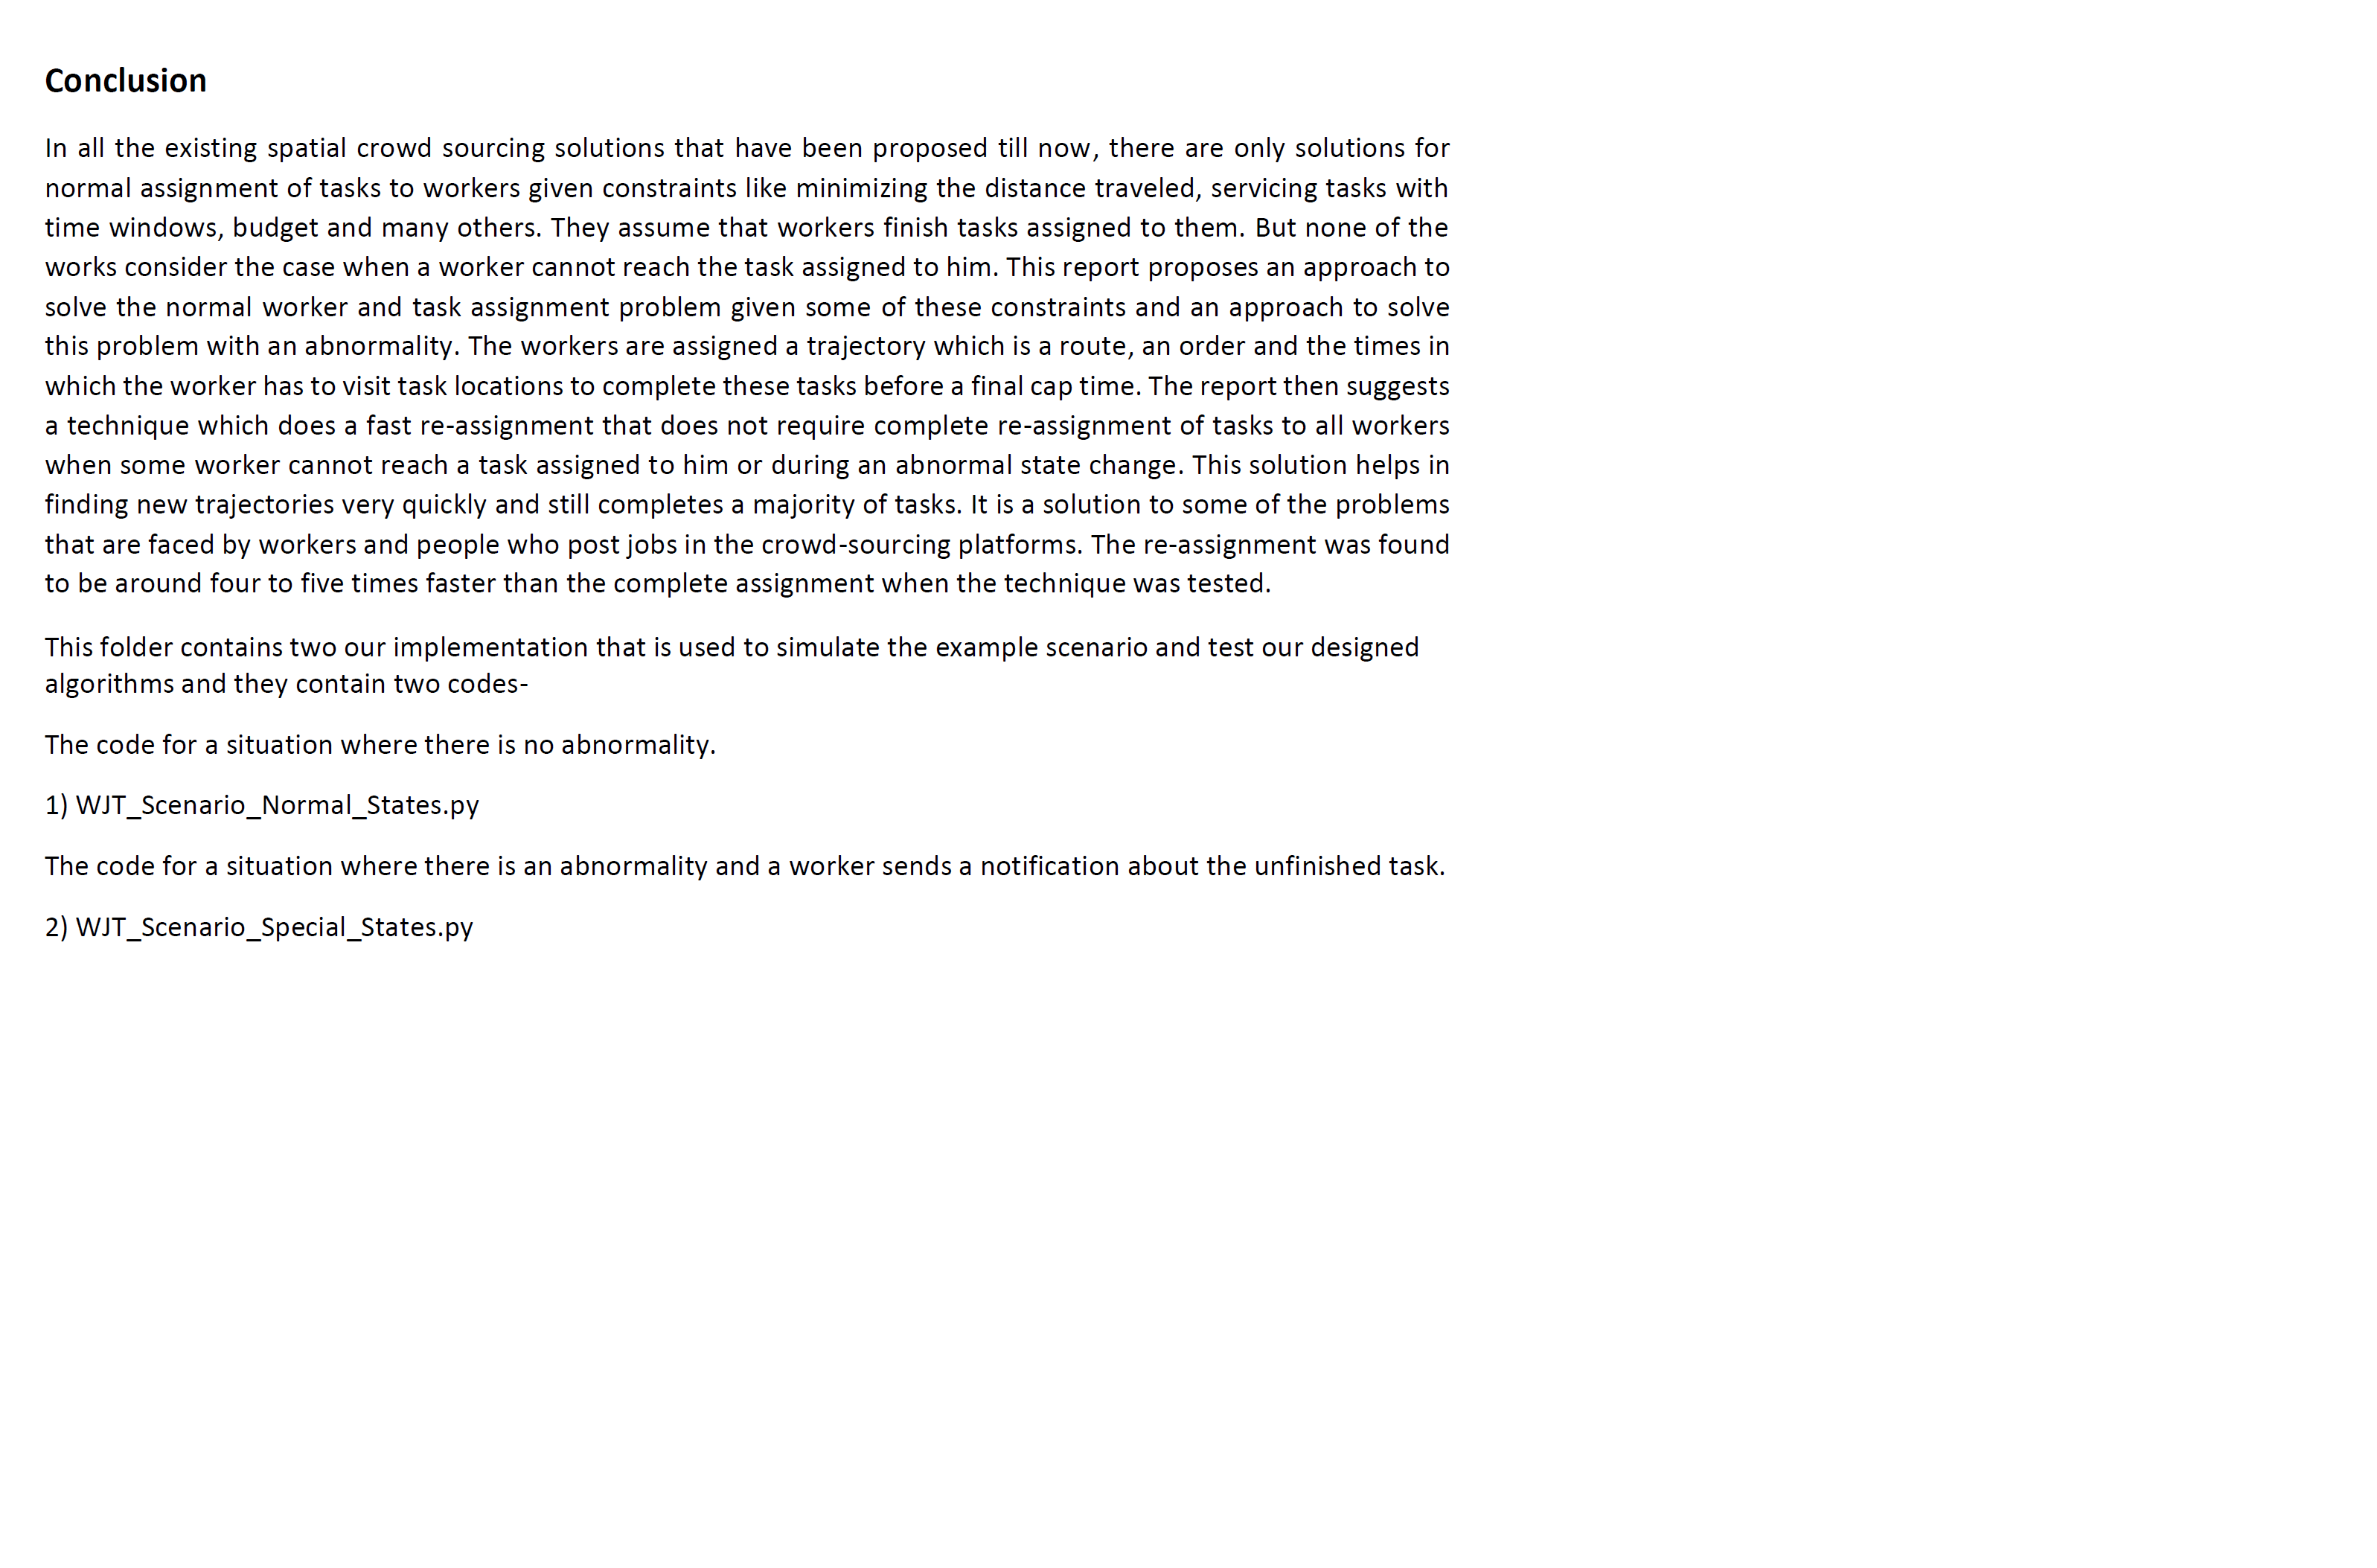 Conclusion
In all the existing spatial crowd sourcing solutions that have been proposed till now, there are only solutions for
normal assignment of tasks to workers given constraints like minimizing the distance traveled, servicing tasks with
time windows, budget and many others. They assume that workers finish tasks assigned to them. But none of the
works consider the case when a worker cannot reach the task assigned to him. This report proposes an approach to
solve the normal worker and task assignment problem given some of these constraints and an approach to solve
this problem with an abnormality. The workers are assigned a trajectory which is a route, an order and the times in
which the worker has to visit task locations to complete these tasks before a final cap time. The report then suggests
a technique which does a fast re-assignment that does not require complete re-assignment of tasks to all workers
when some worker cannot reach a task assigned to him or during an abnormal state change. This solution helps in
finding new trajectories very quickly and still completes a majority of tasks. It is a solution to some of the problems
that are faced by workers and people who post jobs in the crowd-sourcing platforms. The re-assignment was found
to be around four to five times faster than the complete assignment when the technique was tested.
This folder contains two our implementation that is used to simulate the example scenario and test our designed
algorithms and they contain two codes-
The code for a situation where there is no abnormality.
1) WJT_Scenario_Normal_States.py
The code for a situation where there is an abnormality and a worker sends a notification about the unfinished task.
2) WJT_Scenario_Special_States.py